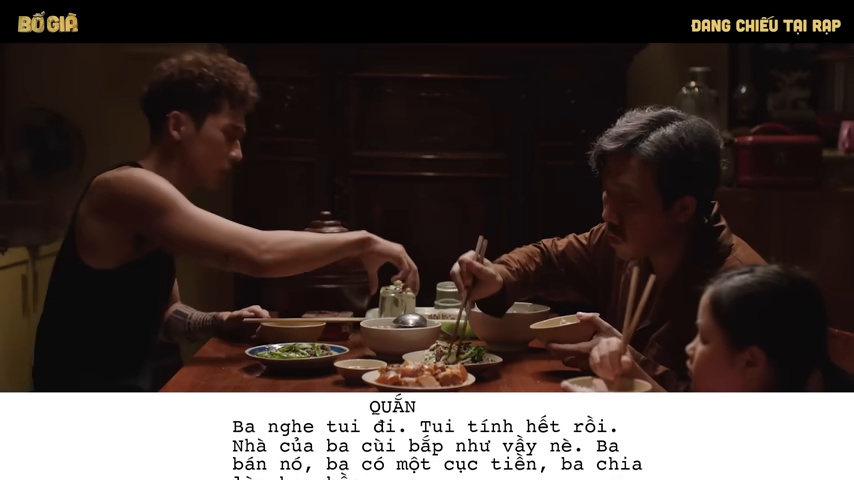 BỐ GIÀ
ĐANG CHIẾU TẠI RẠP
QUẮN
Ba nghe tui đi. Tui tính hết rồi.
Nhà của ba cùi bắp như vầy nè. Ba
bán nó, ba có một cục tiền, ba chia